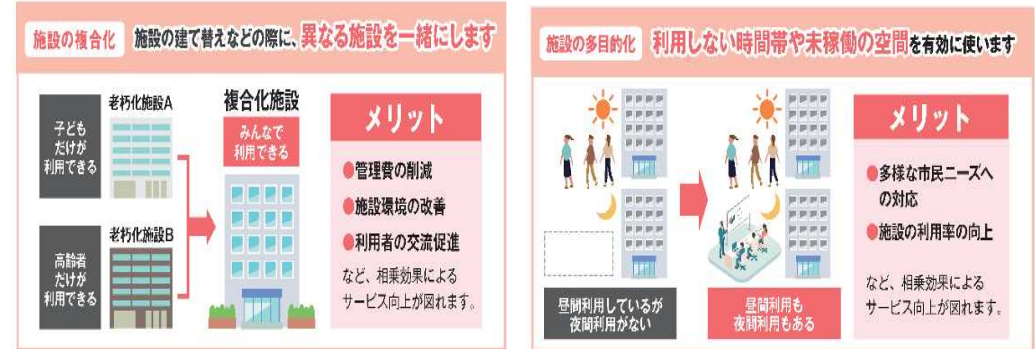 施設の複合化 施設の建て替えなどの際に、異なる施設を一緒にします
子ども
だけが
利用できる
老朽化施設A
高齢者
だけが
利用できる
老朽化施設B
複合化施設
みんなで
利用できる
メリット
●管理費の削減
●施設環境の改善
●利用者の交流促進
など、相乗効果による
サービス向上が図れます。
施設の多目的化 利用しない時間帯や未稼働の空間を有効に使います
昼間利用しているが
夜間利用がない
昼間利用も
夜間利用もある
メリット
●多様な市民ニーズへ
の対応
●施設の利用率の向上
など、相乗効果による
サービス向上が図れます。